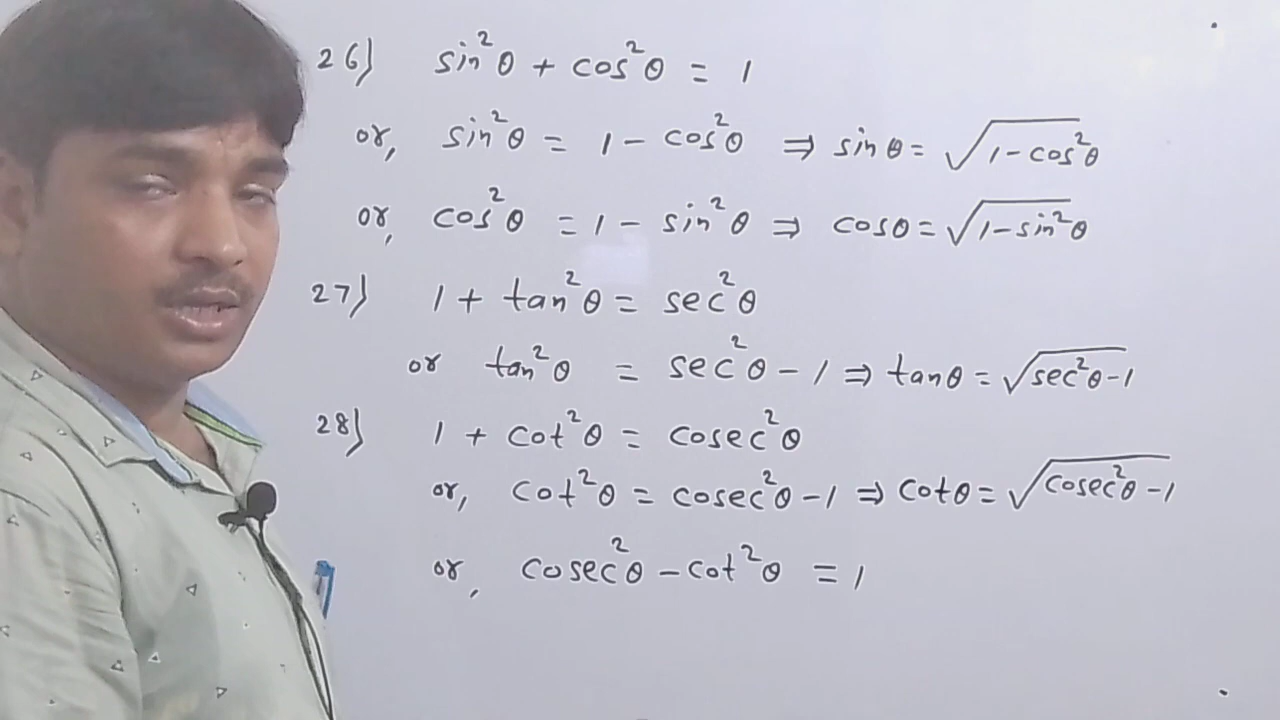 26) sin²θ + cos²θ = 1
or, sin²θ = 1 - cos²θ ⇒ sinθ = √1-cos²θ
or, cos²θ = 1 - sin²θ ⇒ cosθ = √1-sin²θ
27) 1 + tan²θ = sec²θ
or tan²θ = sec²θ - 1 ⇒ tanθ = √sec²θ-1
28) 1 + cot²θ = cosec²θ
or, cot²θ = cosec²θ - 1 ⇒ cotθ = √cosec²θ-1
or, cosec²θ - cot²θ = 1